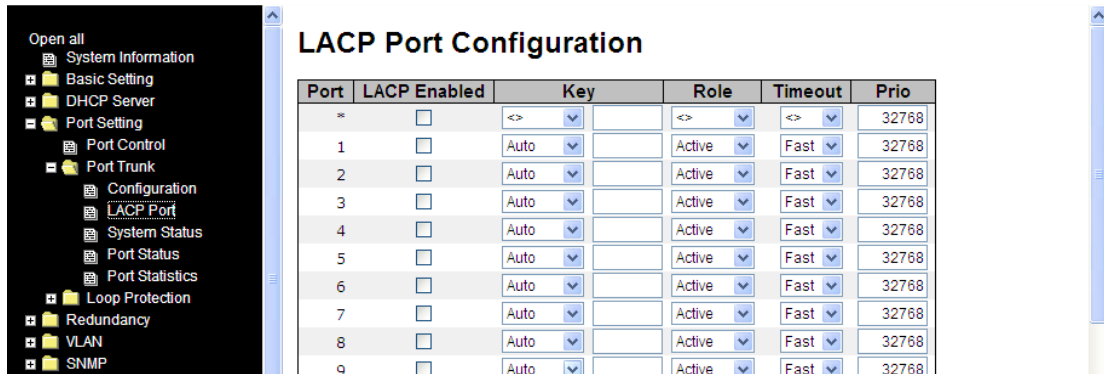 Open all
System Information
Basic Setting
DHCP Server
Port Setting
Port Control
Port Trunk
Configuration
LACP Port
System Status
Port Status
Port Statistics
Loop Protection
Redundancy
VLAN
SNMP
LACP Port Configuration
Port LACP Enabled Key Role Timeout Prio
* <> <> <> 32768
1 Auto Active Fast 32768
2 Auto Active Fast 32768
3 Auto Active Fast 32768
4 Auto Active Fast 32768
5 Auto Active Fast 32768
6 Auto Active Fast 32768
7 Auto Active Fast 32768
8 Auto Active Fast 32768
9 Auto Active Fast 32768